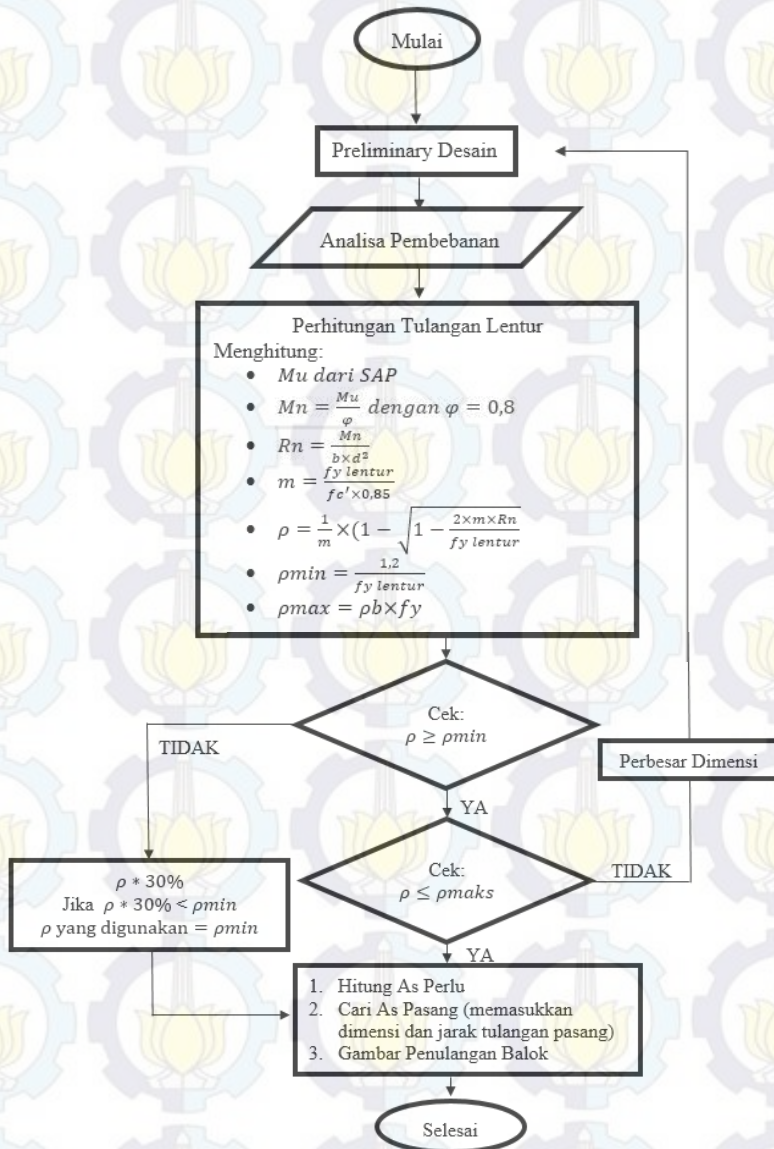 Mulai
Preliminary Desain
Analisa Pembebanan
Perhitungan Tulangan Lentur
Menghitung:
• Mu dari SAP
• Mn = Mu/φ dengan φ = 0,8
• Rn = Mn/(b×d²)
• m = fy lentur/(fc'×0,85)
• ρ = 1/m ×(1 − √(1 − 2×m×Rn/fy lentur)
• ρmin = 1,2/fy lentur
• ρmax = ρb×fy
Cek:
ρ ≥ ρmin
TIDAK
Perbesar Dimensi
YA
Cek:
ρ ≤ ρmaks
TIDAK
ρ * 30%
Jika ρ * 30% < ρmin
ρ yang digunakan = ρmin
YA
1. Hitung As Perlu
2. Cari As Pasang (memasukkan
dimensi dan jarak tulangan pasang)
3. Gambar Penulangan Balok
Selesai